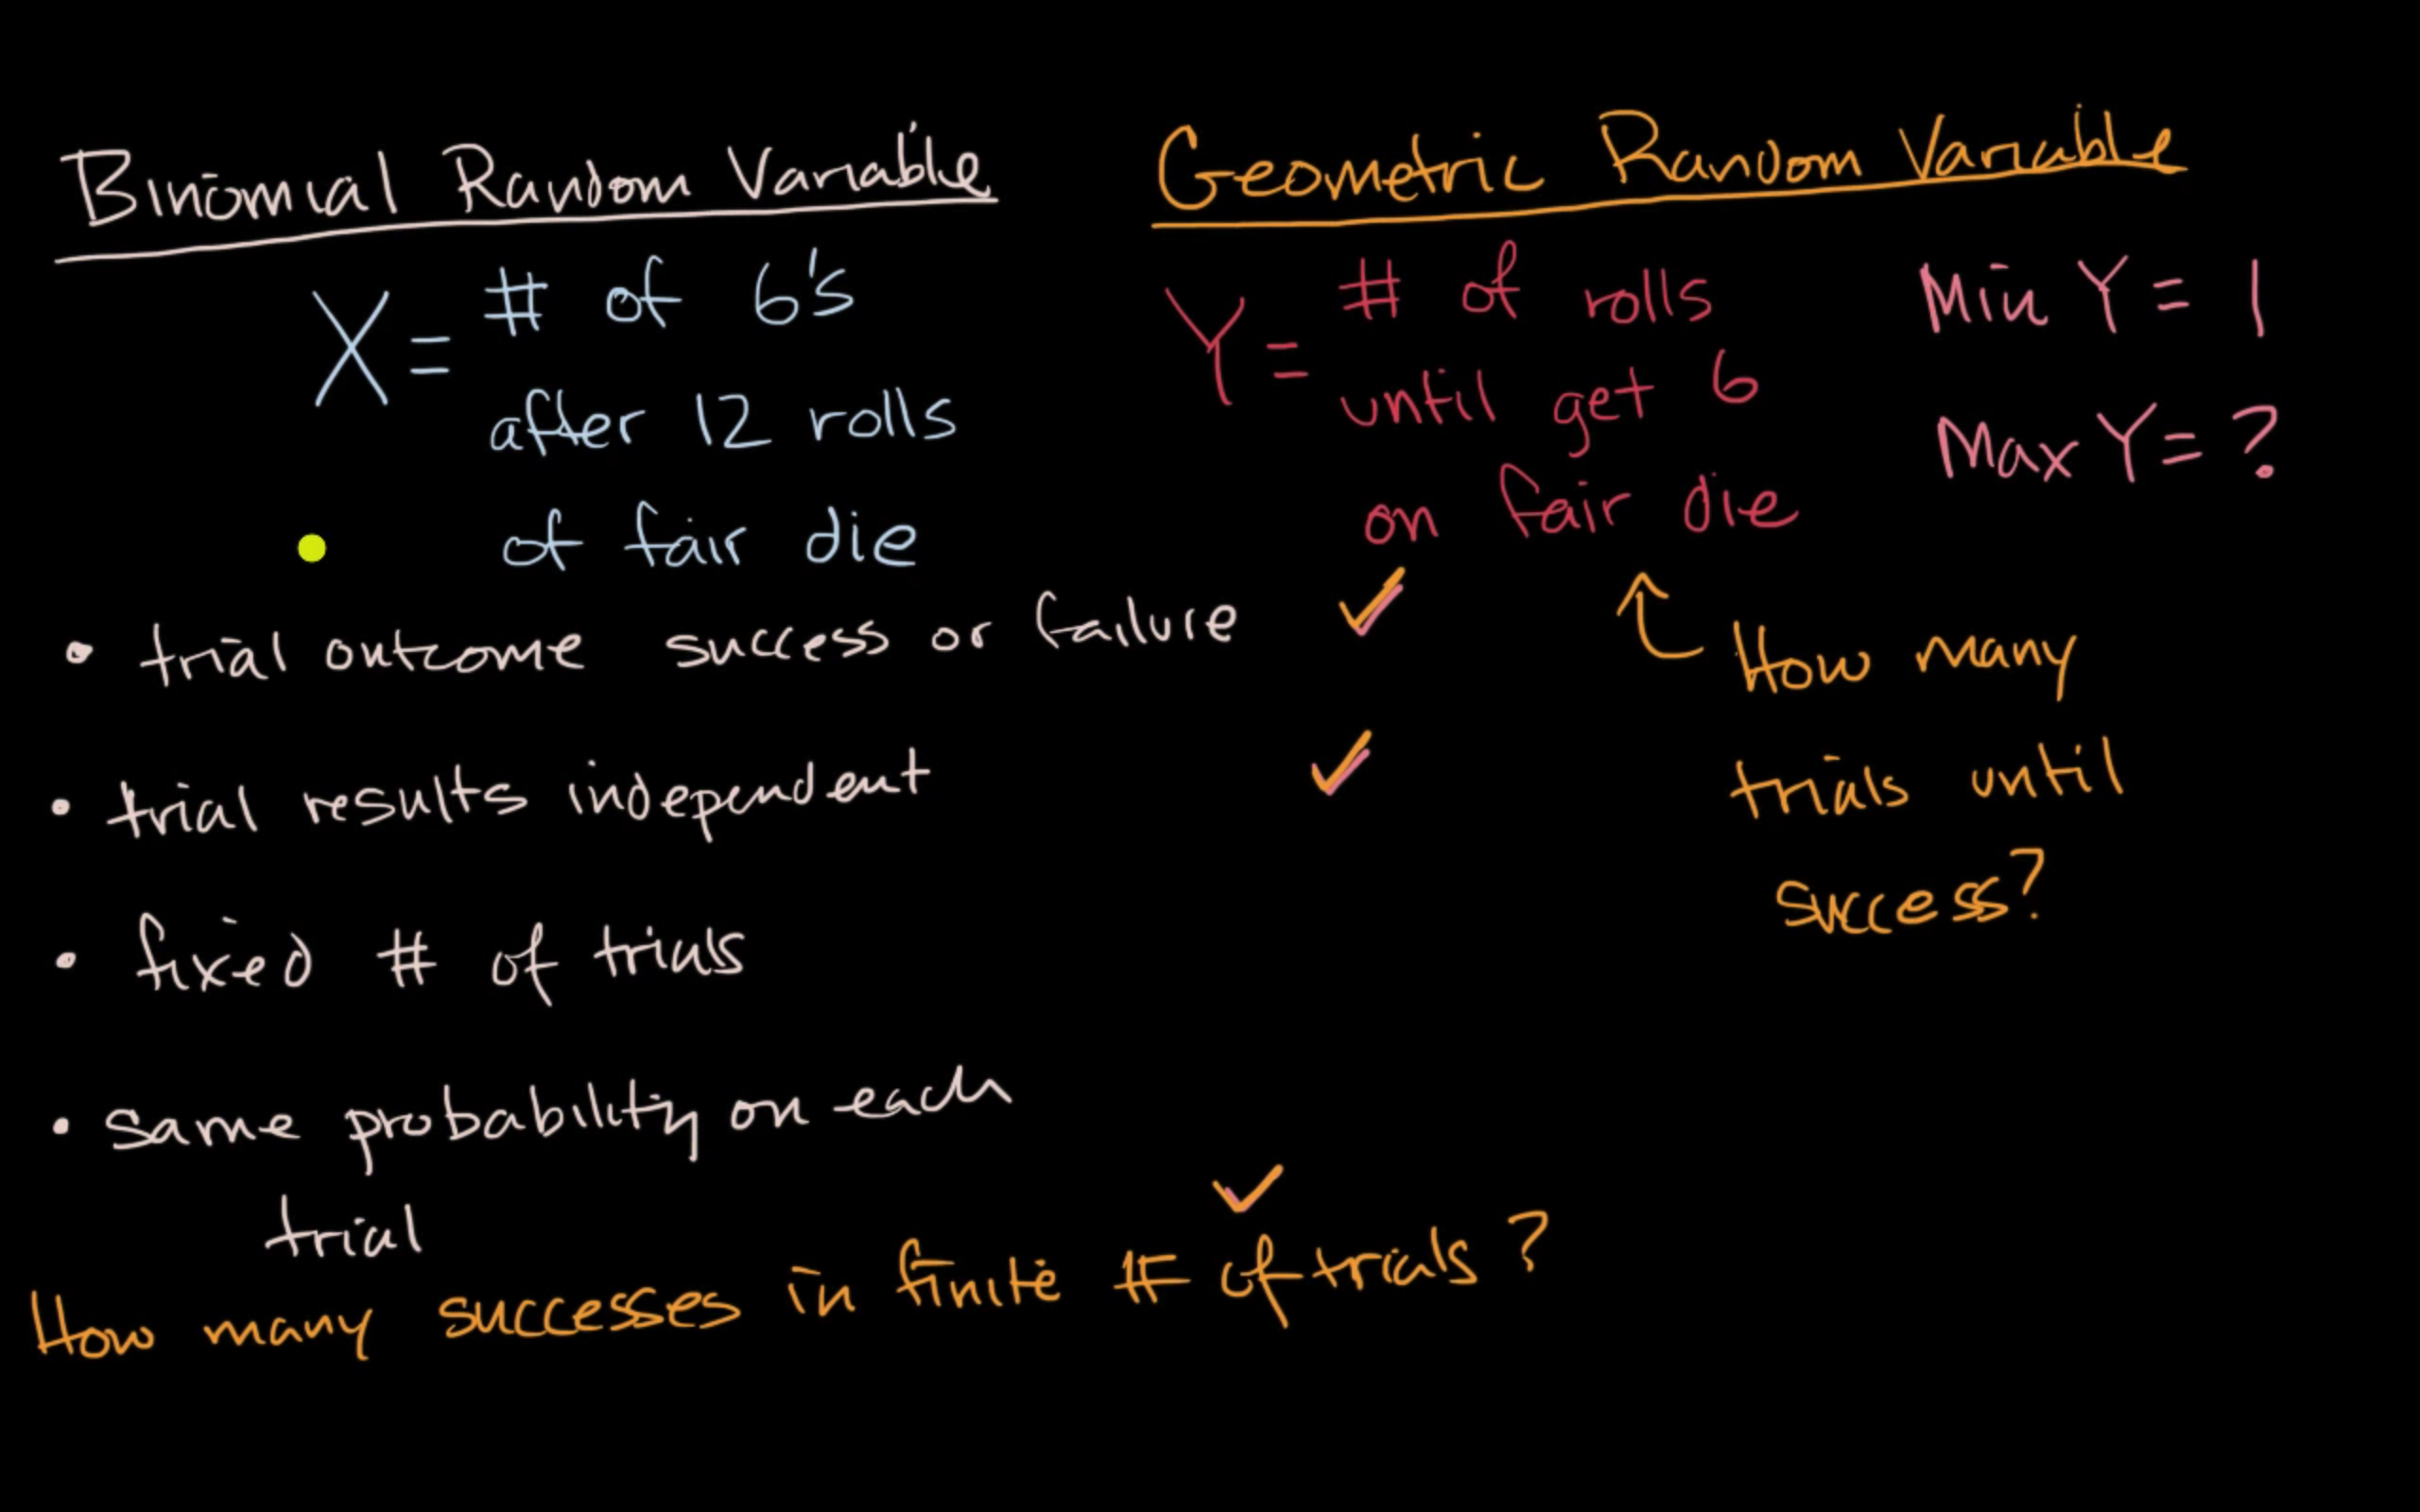 Binomial Random Variable
X = # of 6's
after 12 rolls
of fair die
• trial outcome success or failure ✓
• trial results independent ✓
• fixed # of trials
• same probability on each
trial ✓
How many successes in finite # of trials?
Geometric Random Variable
Y = # of rolls
until get 6
on fair die
Min Y = 1
Max Y = ?
How many
trials until
success?